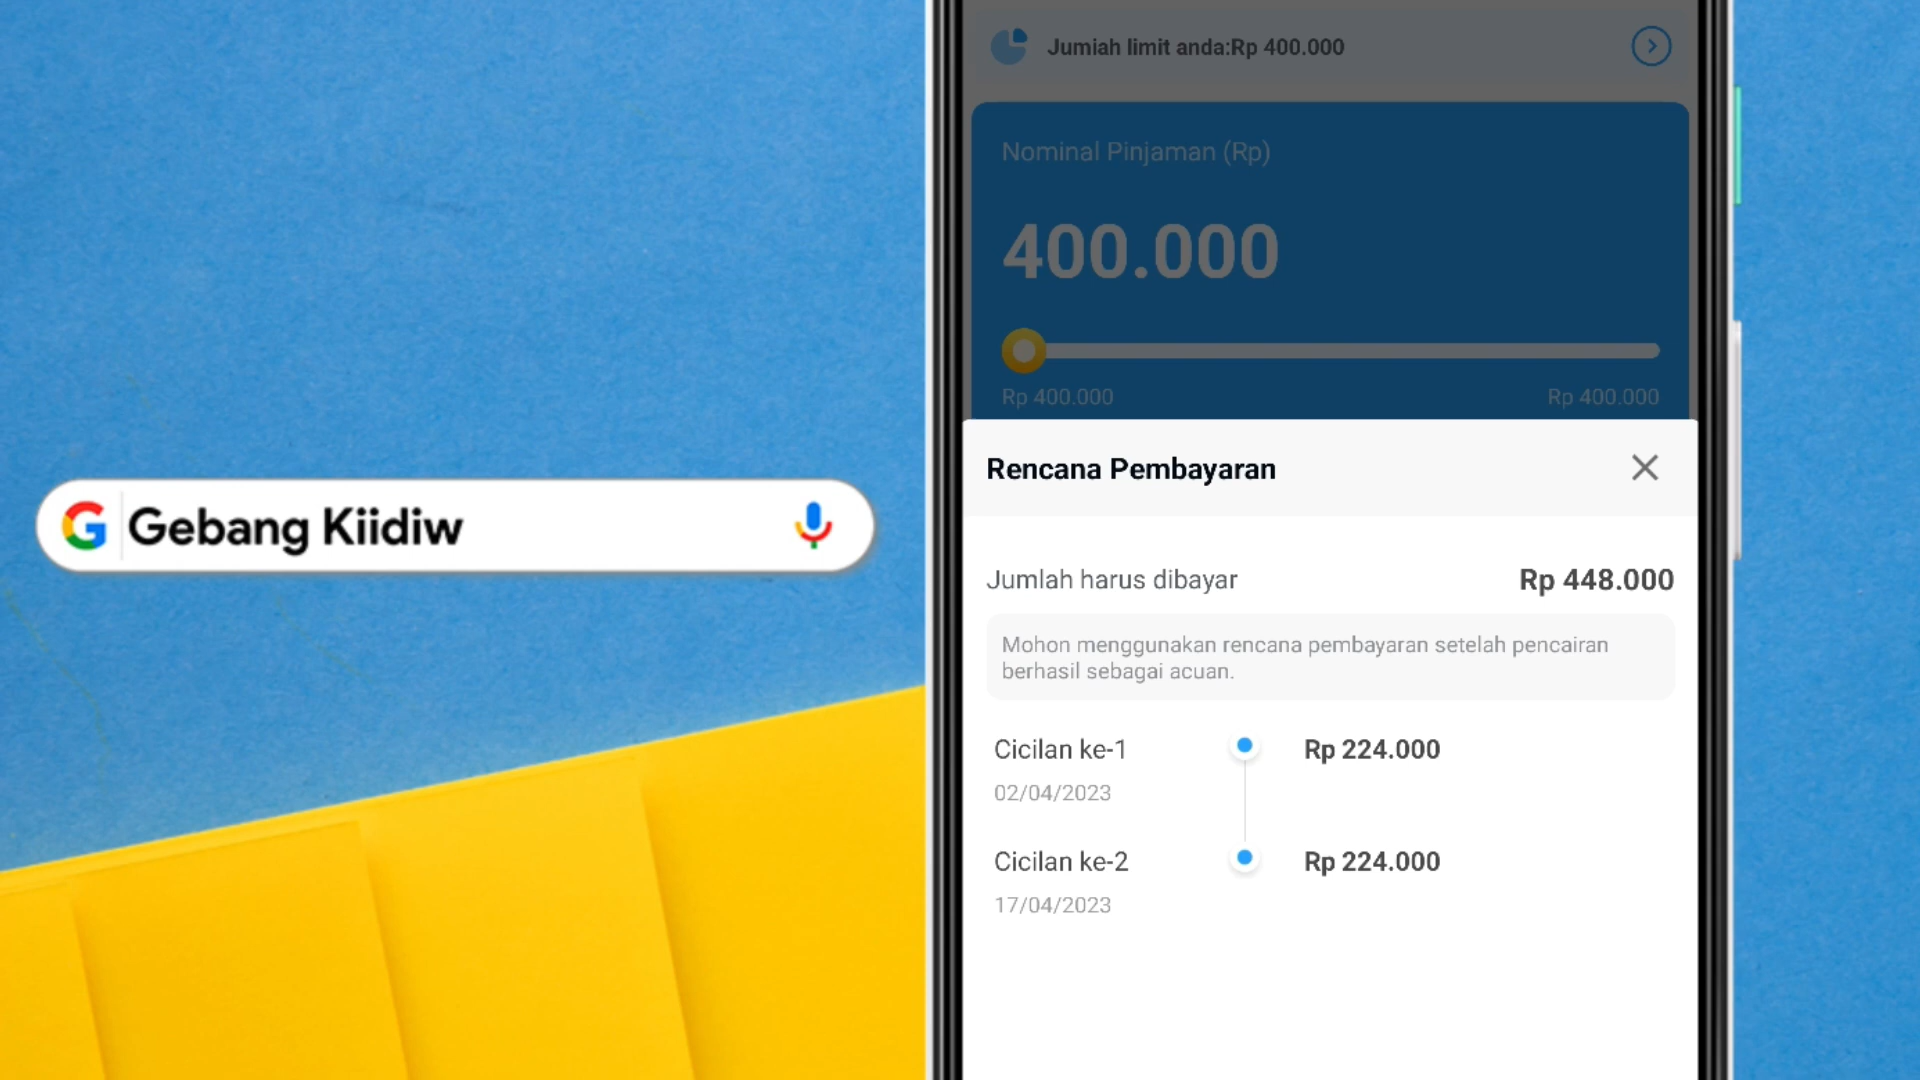 Gebang Kiidiw
Jumiah limit anda:Rp 400.000
Nominal Pinjaman (Rp)
400.000
Rp 400.000 Rp 400.000
Rencana Pembayaran
Jumlah harus dibayar Rp 448.000
Mohon menggunakan rencana pembayaran setelah pencairan
berhasil sebagai acuan.
Cicilan ke-1 Rp 224.000
02/04/2023
Cicilan ke-2 Rp 224.000
17/04/2023